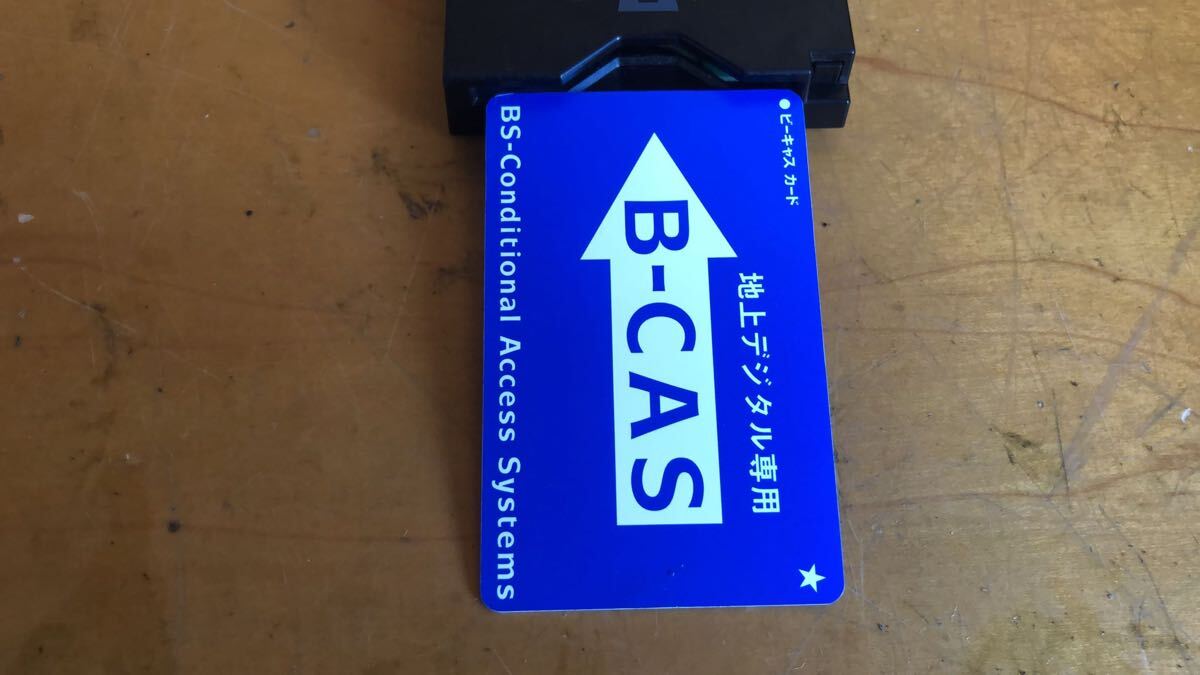 ●ビーキャス カード
地上デジタル専用
B-CAS
BS-Conditional Access Systems